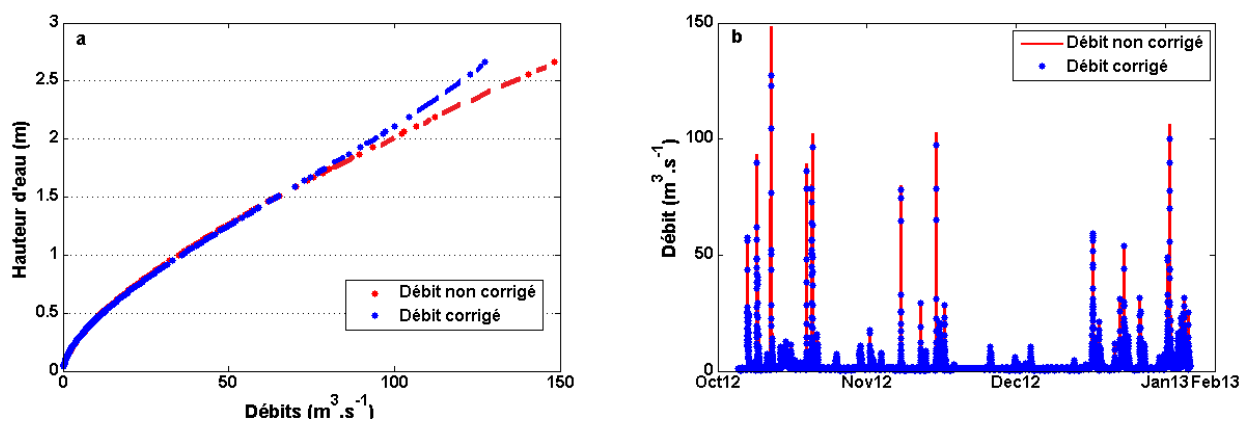 a
3
2.5
2
1.5
1
0.5
0
Hauteur d'eau (m)
Débit non corrigé
Débit corrigé
0 50 100 150
Débits (m³.s⁻¹)
b
150
100
50
0
Débit (m³.s⁻¹)
Débit non corrigé
Débit corrigé
Oct12 Nov12 Dec12 Jan13 Feb13